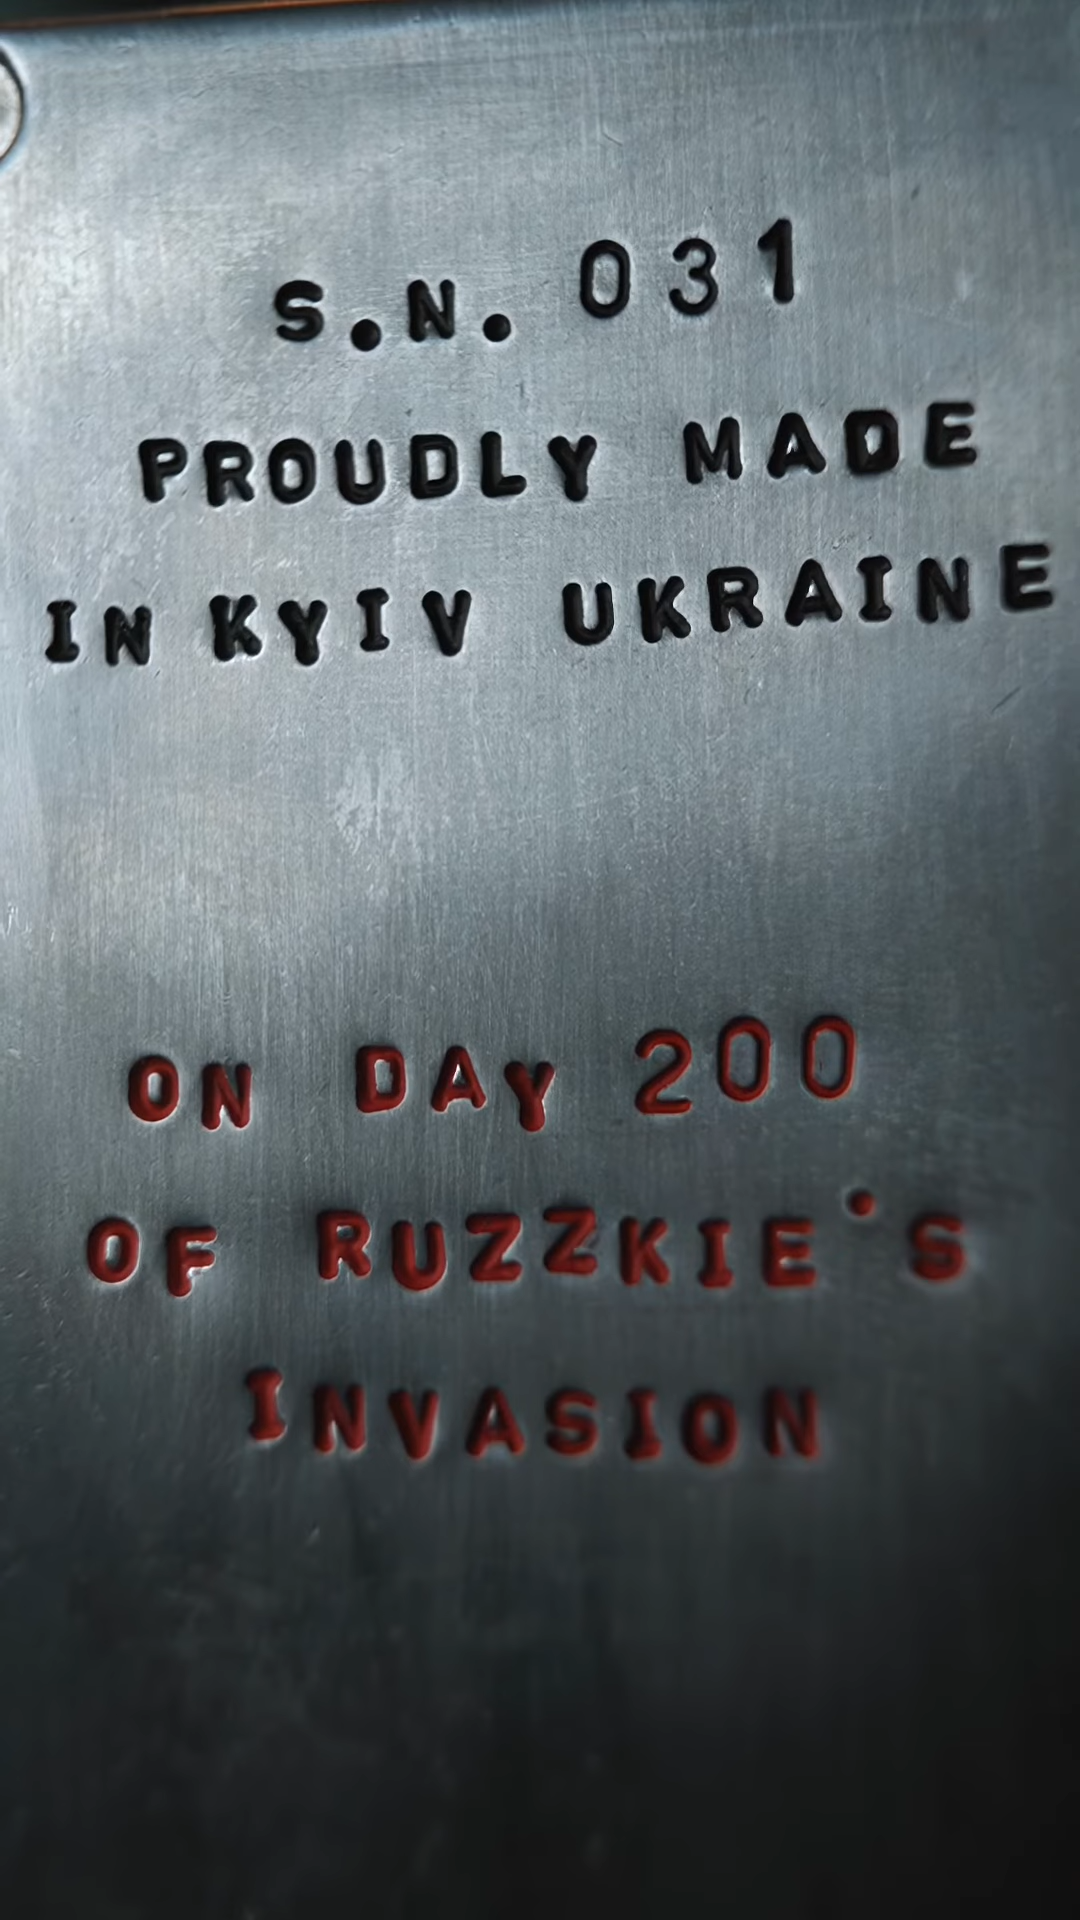 S.N. 031
PROUDLY MADE
IN KYIV UKRAINE
ON DAY 200
OF RUZZKIE'S
INVASION